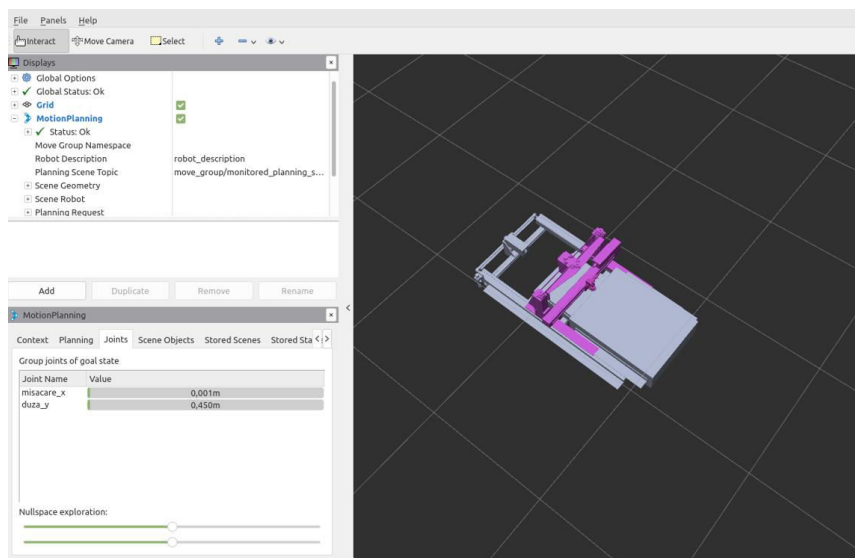 File Panels Help
Interact Move Camera Select
Displays
Global Options
Global Status: Ok
Grid
MotionPlanning
Status: Ok
Move Group Namespace
Robot Description robot_description
Planning Scene Topic move_group/monitored_planning_s...
Scene Geometry
Scene Robot
Planning Request
Add Duplicate Remove Rename
MotionPlanning
Context Planning Joints Scene Objects Stored Scenes Stored Sta
Group joints of goal state
Joint Name Value
misacare_x 0,001m
duza_y 0,450m
Nullspace exploration: